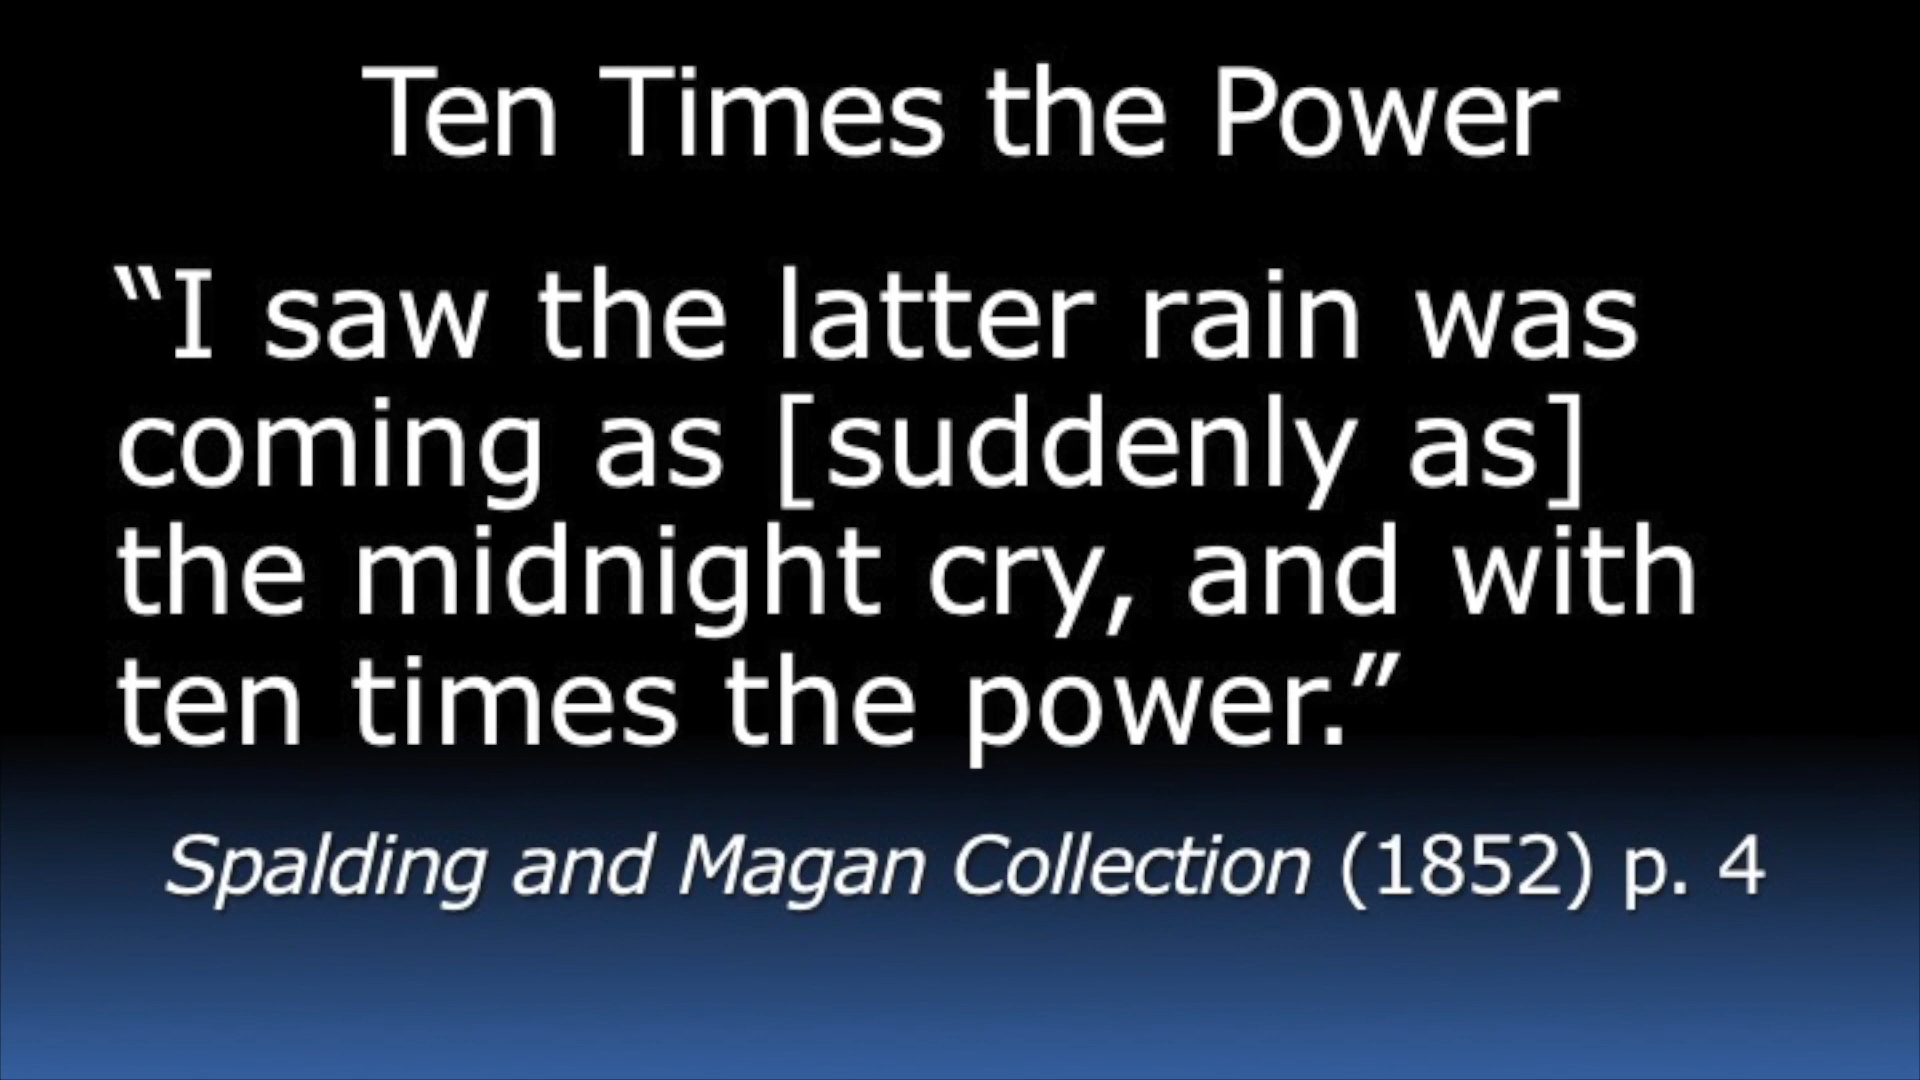 Ten Times the Power
“I saw the latter rain was
coming as [suddenly as]
the midnight cry, and with
ten times the power.”
Spalding and Magan Collection (1852) p. 4